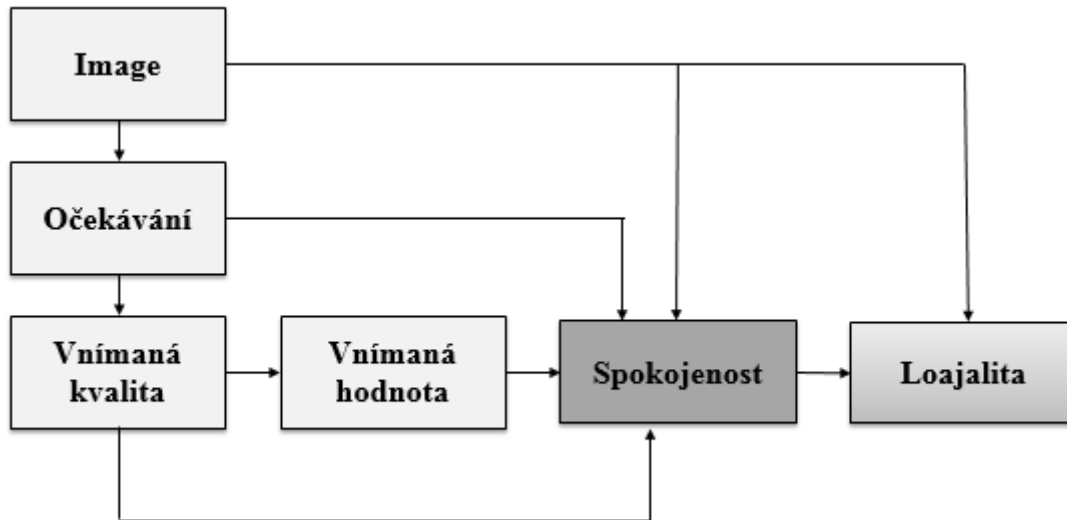 Image
Očekávání
Vnímaná
kvalita
Vnímaná
hodnota
Spokojenost
Loajalita